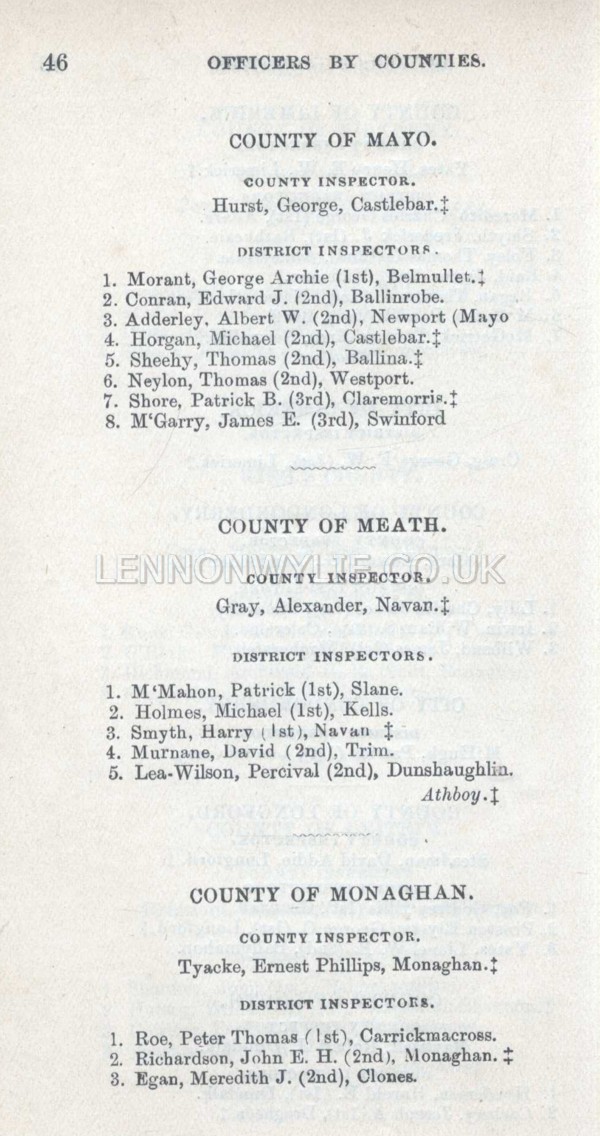 46 OFFICERS BY COUNTIES.
COUNTY OF MAYO.
COUNTY INSPECTOR.
Hurst, George, Castlebar.‡
DISTRICT INSPECTORS.
1. Morant, George Archie (1st), Belmullet.‡
2. Conran, Edward J. (2nd), Ballinrobe.
3. Adderley, Albert W. (2nd), Newport (Mayo
4. Horgan, Michael (2nd), Castlebar.‡
5. Sheehy, Thomas (2nd), Ballina.‡
6. Neylon, Thomas (2nd), Westport.
7. Shore, Patrick B. (3rd), Claremorris.‡
8. M‘Garry, James E. (3rd), Swinford
COUNTY OF MEATH.
LENNONWYLIE.CO.UK
COUNTY INSPECTOR.
Gray, Alexander, Navan.‡
DISTRICT INSPECTORS.
1. M‘Mahon, Patrick (1st), Slane.
2. Holmes, Michael (1st), Kells.
3. Smyth, Harry (1st), Navan ‡
4. Murnane, David (2nd), Trim.
5. Lea-Wilson, Percival (2nd), Dunshaughlin.
Athboy.‡
COUNTY OF MONAGHAN.
COUNTY INSPECTOR.
Tyacke, Ernest Phillips, Monaghan.‡
DISTRICT INSPECTORS.
1. Roe, Peter Thomas (1st), Carrickmacross.
2. Richardson, John E. H. (2nd), Monaghan. ‡
3. Egan, Meredith J. (2nd), Clones.